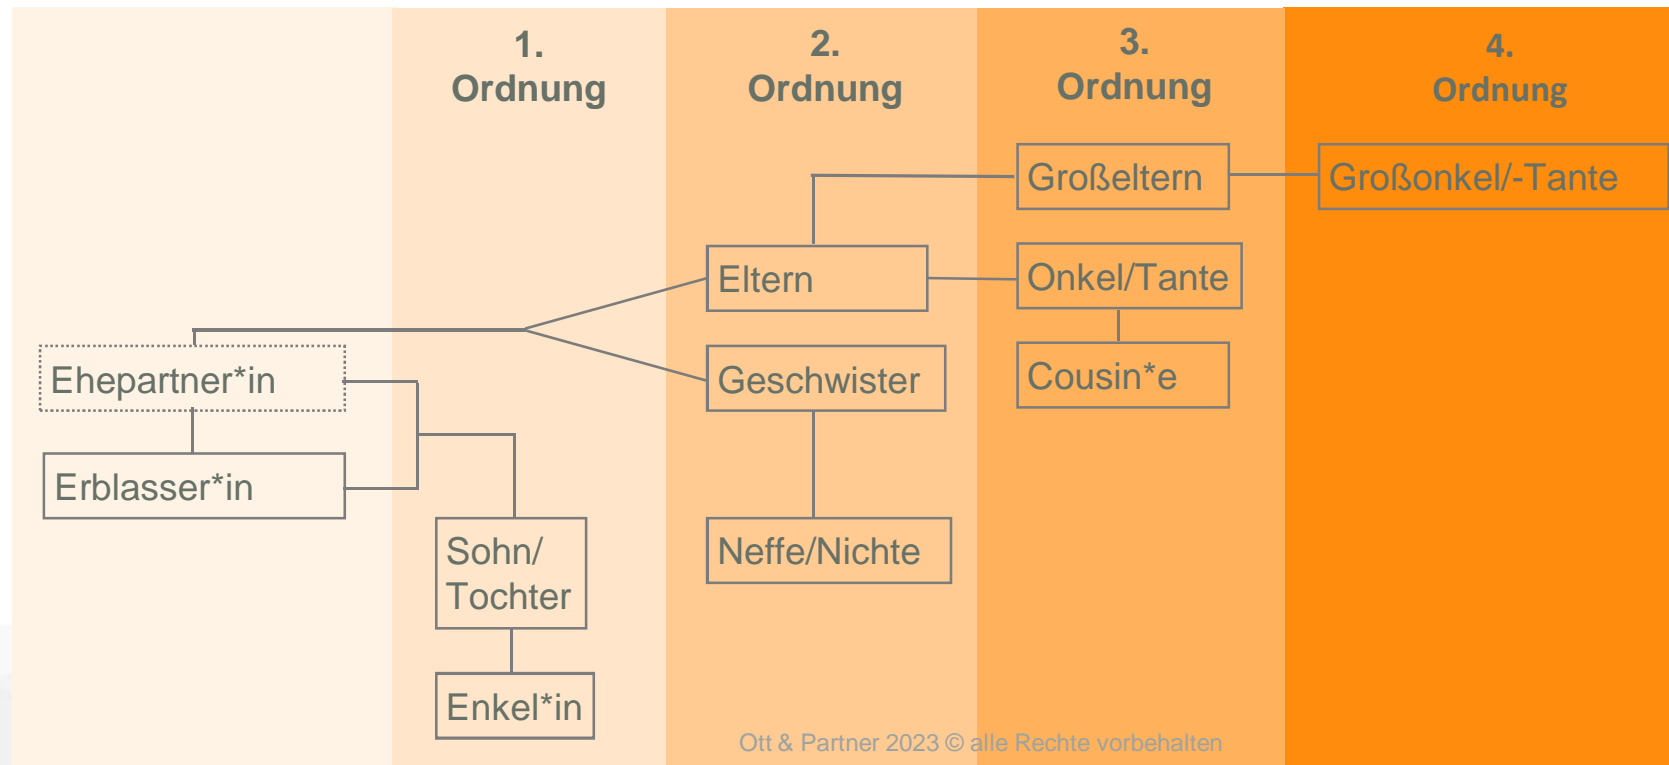 1.
Ordnung
2.
Ordnung
3.
Ordnung
4.
Ordnung
Großeltern
Großonkel/-Tante
Eltern
Onkel/Tante
Ehepartner*in
Geschwister
Cousin*e
Erblasser*in
Sohn/
Tochter
Neffe/Nichte
Enkel*in
Ott & Partner 2023 © alle Rechte vorbehalten